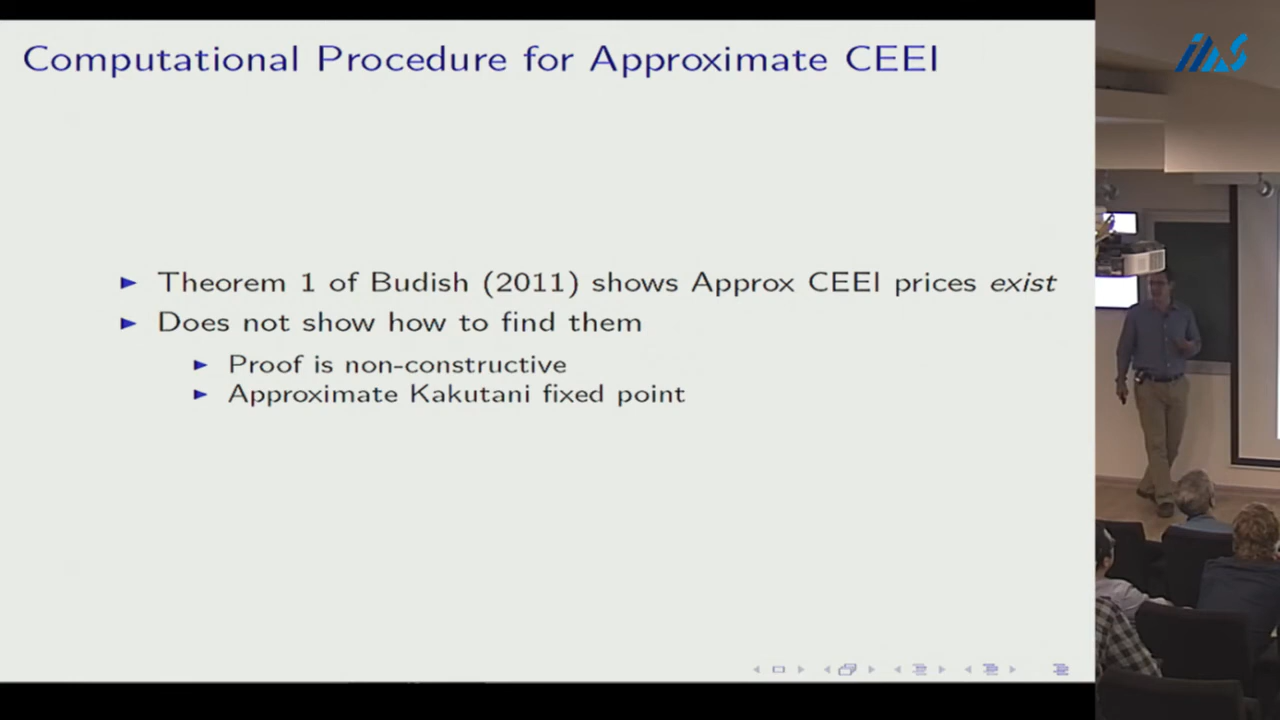 Computational Procedure for Approximate CEEI
IIAS
Theorem 1 of Budish (2011) shows Approx CEEI prices exist
Does not show how to find them
Proof is non-constructive
Approximate Kakutani fixed point